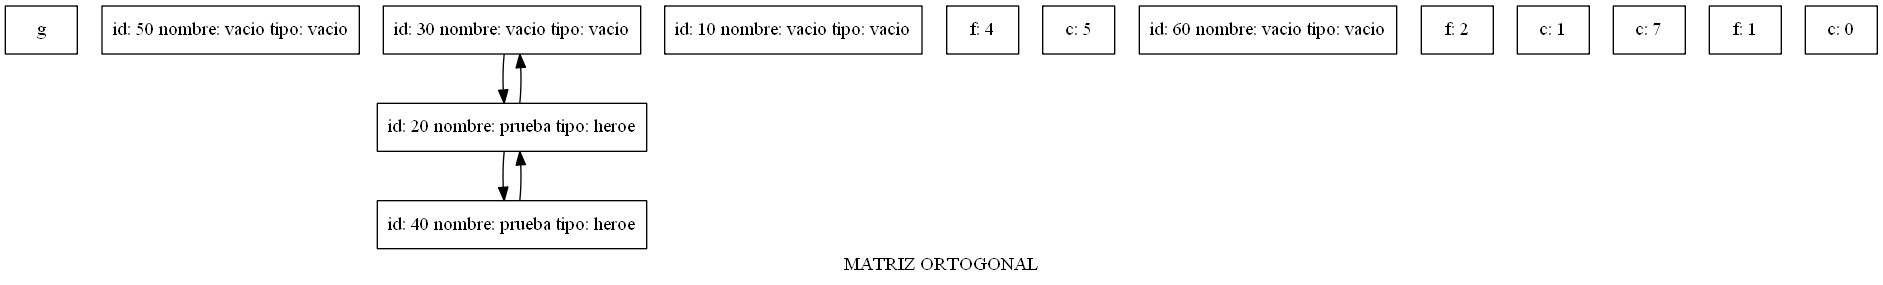 g
id: 50 nombre: vacio tipo: vacio
id: 30 nombre: vacio tipo: vacio
id: 10 nombre: vacio tipo: vacio
f: 4
c: 5
id: 60 nombre: vacio tipo: vacio
f: 2
c: 1
c: 7
f: 1
c: 0
id: 20 nombre: prueba tipo: heroe
id: 40 nombre: prueba tipo: heroe
MATRIZ ORTOGONAL